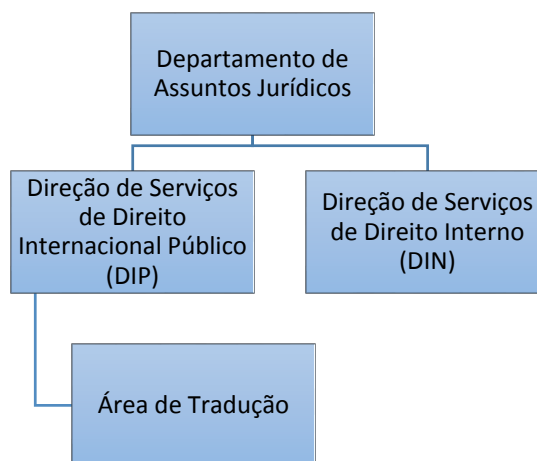 Departamento de
Assuntos Jurídicos
Direção de Serviços
de Direito
Internacional Público
(DIP)
Direção de Serviços
de Direito Interno
(DIN)
Área de Tradução